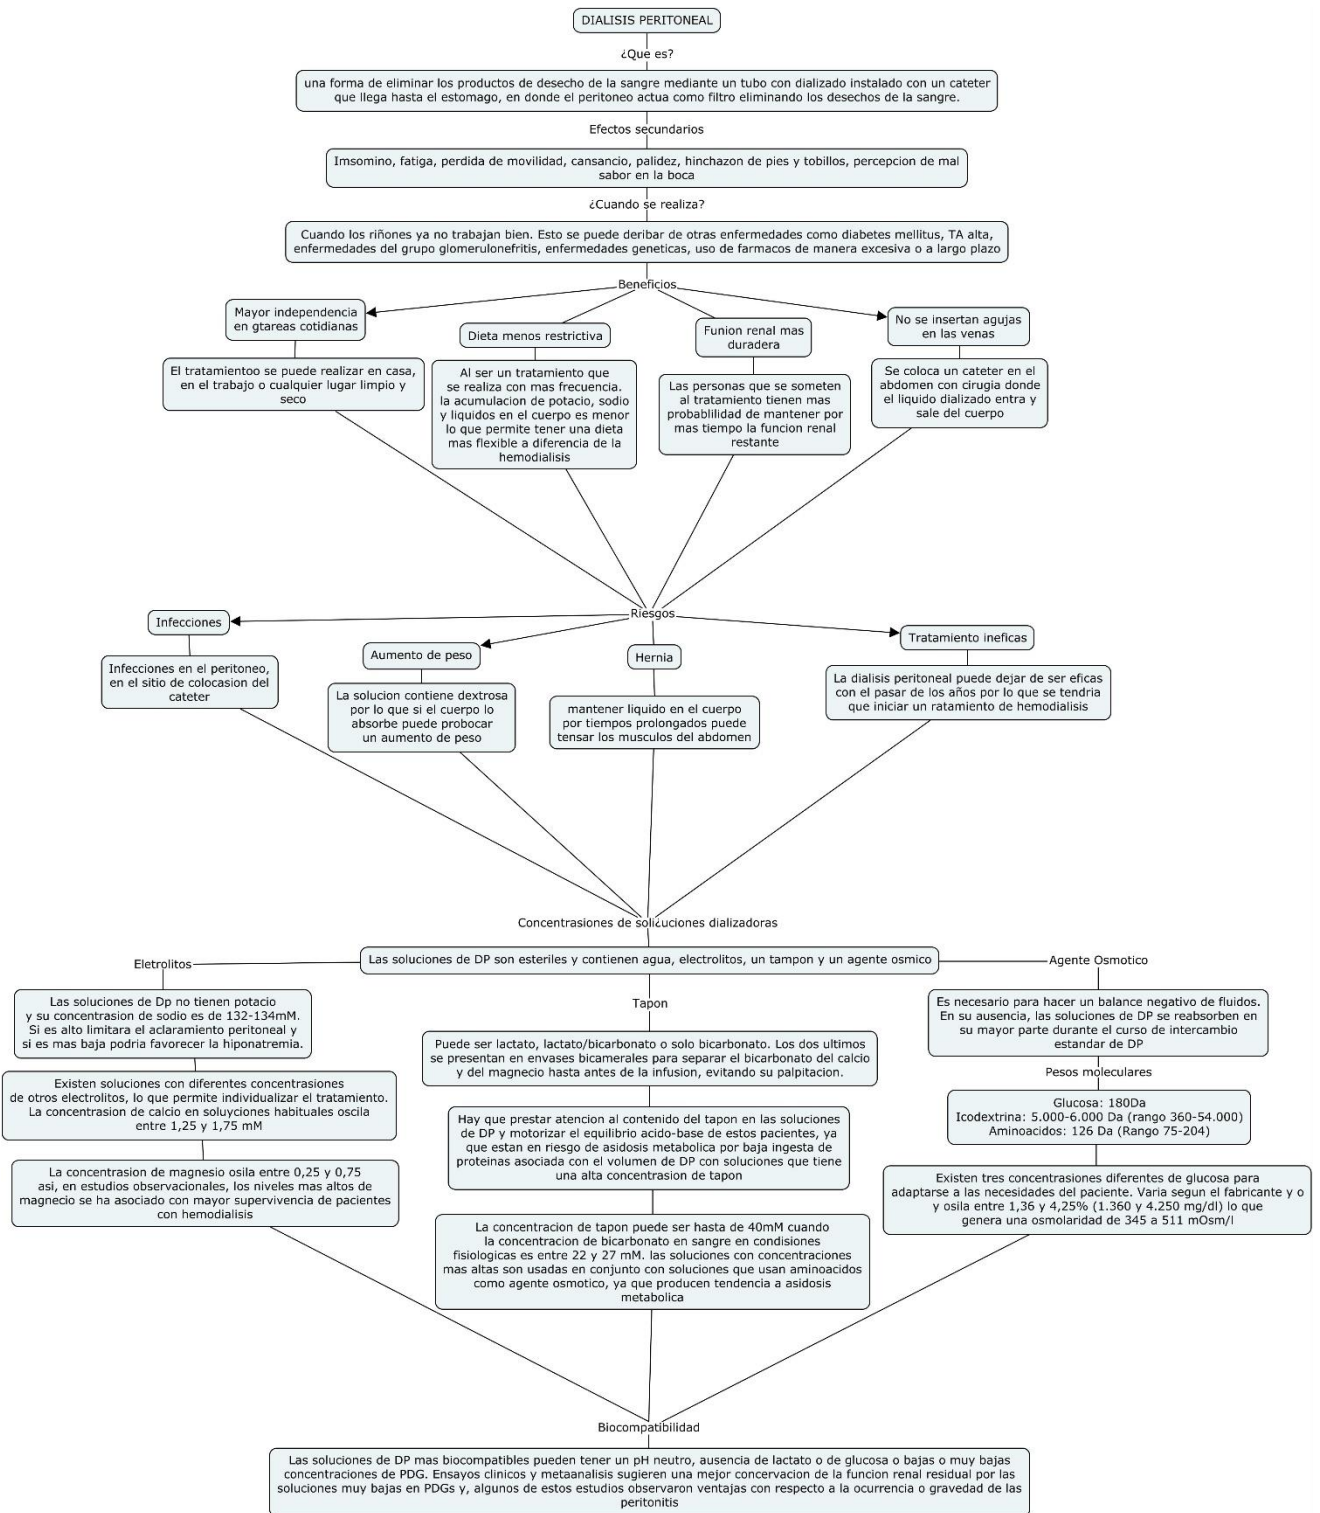 DIALISIS PERITONEAL
¿Que es?
una forma de eliminar los productos de desecho de la sangre mediante un tubo con dializado instalado con un cateter
que llega hasta el estomago, en donde el peritoneo actua como filtro eliminando los desechos de la sangre.
Efectos secundarios
Imsomino, fatiga, perdida de movilidad, cansancio, palidez, hinchazon de pies y tobillos, percepcion de mal
sabor en la boca
¿Cuando se realiza?
Cuando los riñones ya no trabajan bien. Esto se puede deribar de otras enfermedades como diabetes mellitus, TA alta,
enfermedades del grupo glomerulonefritis, enfermedades geneticas, uso de farmacos de manera excesiva o a largo plazo
Beneficios
Mayor independencia
en gtareas cotidianas
El tratamientoo se puede realizar en casa,
en el trabajo o cualquier lugar limpio y
seco
Dieta menos restrictiva
Al ser un tratamiento que
se realiza con mas frecuencia.
la acumulacion de potacio, sodio
y liquidos en el cuerpo es menor
lo que permite tener una dieta
mas flexible a diferencia de la
hemodialisis
Funion renal mas
duradera
Las personas que se someten
al tratamiento tienen mas
probablilidad de mantener por
mas tiempo la funcion renal
restante
No se insertan agujas
en las venas
Se coloca un cateter en el
abdomen con cirugia donde
el liquido dializado entra y
sale del cuerpo
Riesgos
Infecciones
Infecciones en el peritoneo,
en el sitio de colocasion del
cateter
Aumento de peso
La solucion contiene dextrosa
por lo que si el cuerpo lo
absorbe puede probocar
un aumento de peso
Hernia
mantener liquido en el cuerpo
por tiempos prolongados puede
tensar los musculos del abdomen
Tratamiento ineficas
La dialisis peritoneal puede dejar de ser eficas
con el pasar de los años por lo que se tendria
que iniciar un ratamiento de hemodialisis
Concentrasiones de soluciones dializadoras
Las soluciones de DP son esteriles y contienen agua, electrolitos, un tampon y un agente osmico
Eletrolitos
Las soluciones de Dp no tienen potacio
y su concentrasion de sodio es de 132-134mM.
Si es alto limitara el aclaramiento peritoneal y
si es mas baja podria favorecer la hiponatremia.
Existen soluciones con diferentes concentrasiones
de otros electrolitos, lo que permite individualizar el tratamiento.
La concentrasion de calcio en soluyciones habituales oscila
entre 1,25 y 1,75 mM
La concentrasion de magnesio osila entre 0,25 y 0,75
asi, en estudios observacionales, los niveles mas altos de
magnecio se ha asociado con mayor supervivencia de pacientes
con hemodialisis
Tapon
Puede ser lactato, lactato/bicarbonato o solo bicarbonato. Los dos ultimos
se presentan en envases bicamerales para separar el bicarbonato del calcio
y del magnecio hasta antes de la infusion, evitando su palpitacion.
Hay que prestar atencion al contenido del tapon en las soluciones
de DP y motorizar el equilibrio acido-base de estos pacientes, ya
que estan en riesgo de asidosis metabolica por baja ingesta de
proteinas asociada con el volumen de DP con soluciones que tiene
una alta concentrasion de tapon
La concentracion de tapon puede ser hasta de 40mM cuando
la concentracion de bicarbonato en sangre en condisiones
fisiologicas es entre 22 y 27 mM. las soluciones con concentraciones
mas altas son usadas en conjunto con soluciones que usan aminoacidos
como agente osmotico, ya que producen tendencia a asidosis
metabolica
Agente Osmotico
Es necesario para hacer un balance negativo de fluidos.
En su ausencia, las soluciones de DP se reabsorben en
su mayor parte durante el curso de intercambio
estandar de DP
Pesos moleculares
Glucosa: 180Da
Icodextrina: 5.000-6.000 Da (rango 360-54.000)
Aminoacidos: 126 Da (Rango 75-204)
Existen tres concentrasiones diferentes de glucosa para
adaptarse a las necesidades del paciente. Varia segun el fabricante y o
y osila entre 1,36 y 4,25% (1.360 y 4.250 mg/dl) lo que
genera una osmolaridad de 345 a 511 mOsm/l
Biocompatibilidad
Las soluciones de DP mas biocompatibles pueden tener un pH neutro, ausencia de lactato o de glucosa o bajas o muy bajas
concentraciones de PDG. Ensayos clinicos y metaanalisis sugieren una mejor concervacion de la funcion renal residual por las
soluciones muy bajas en PDGs y, algunos de estos estudios observaron ventajas con respecto a la ocurrencia o gravedad de las
peritonitis